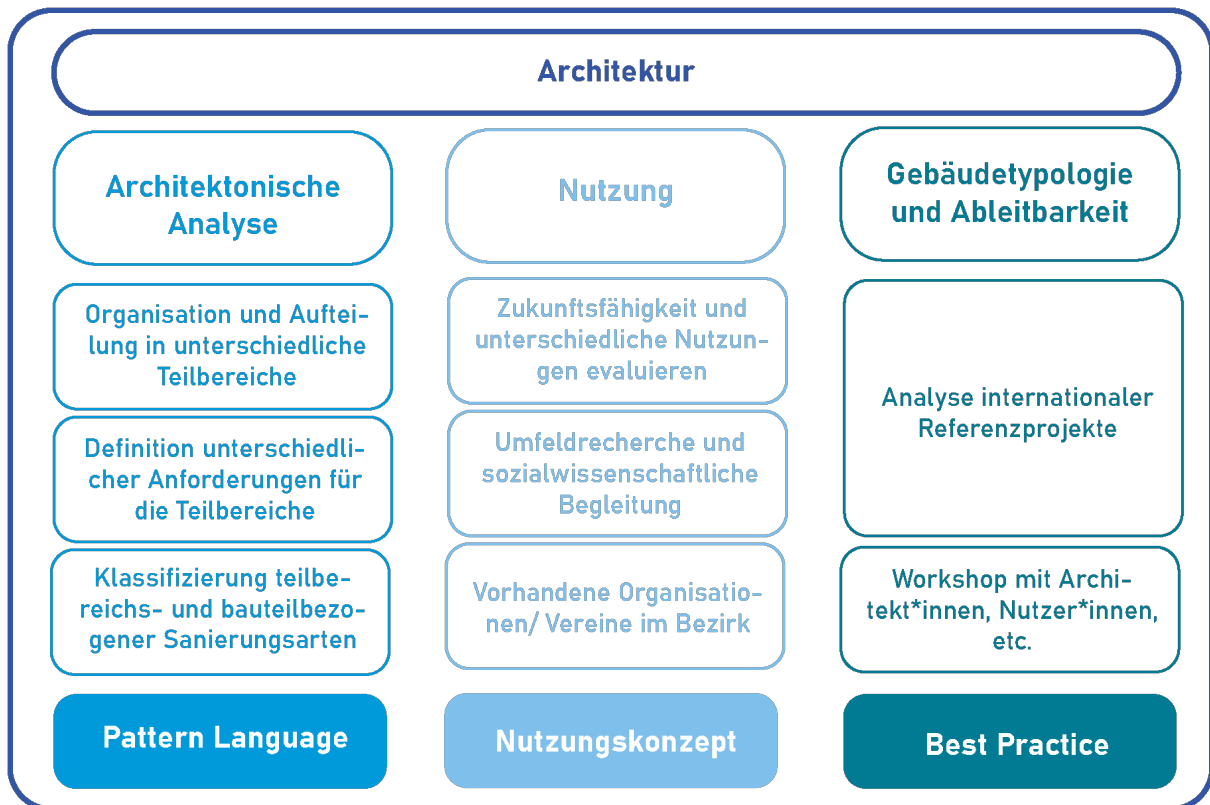 Architektur
Architektonische
Analyse
Organisation und Auftei-
lung in unterschiedliche
Teilbereiche
Definition unterschiedli-
cher Anforderungen für
die Teilbereiche
Klassifizierung teilbe-
reichs- und bauteilbezo-
gener Sanierungsarten
Pattern Language
Nutzung
Zukunftsfähigkeit und
unterschiedliche Nutzun-
gen evaluieren
Umfeldrecherche und
sozialwissenschaftliche
Begleitung
Vorhandene Organisatio-
nen/ Vereine im Bezirk
Nutzungskonzept
Gebäudetypologie
und Ableitbarkeit
Analyse internationaler
Referenzprojekte
Workshop mit Archi-
tekt*innen, Nutzer*innen,
etc.
Best Practice